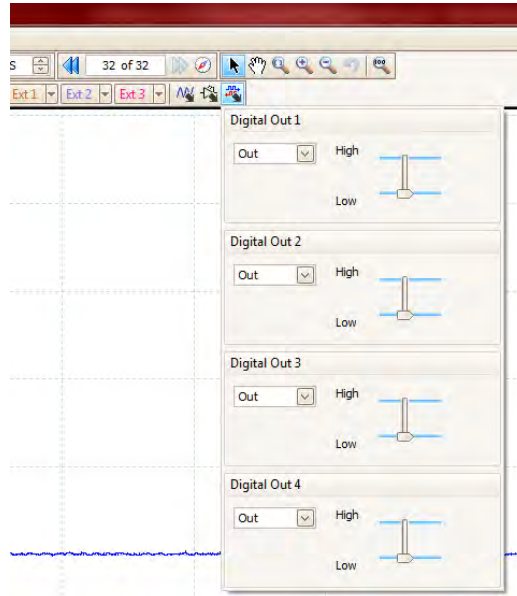 S 32 of 32 100
Ext 1 Ext 2 Ext 3
Digital Out 1
Out High
Low
Digital Out 2
Out High
Low
Digital Out 3
Out High
Low
Digital Out 4
Out High
Low